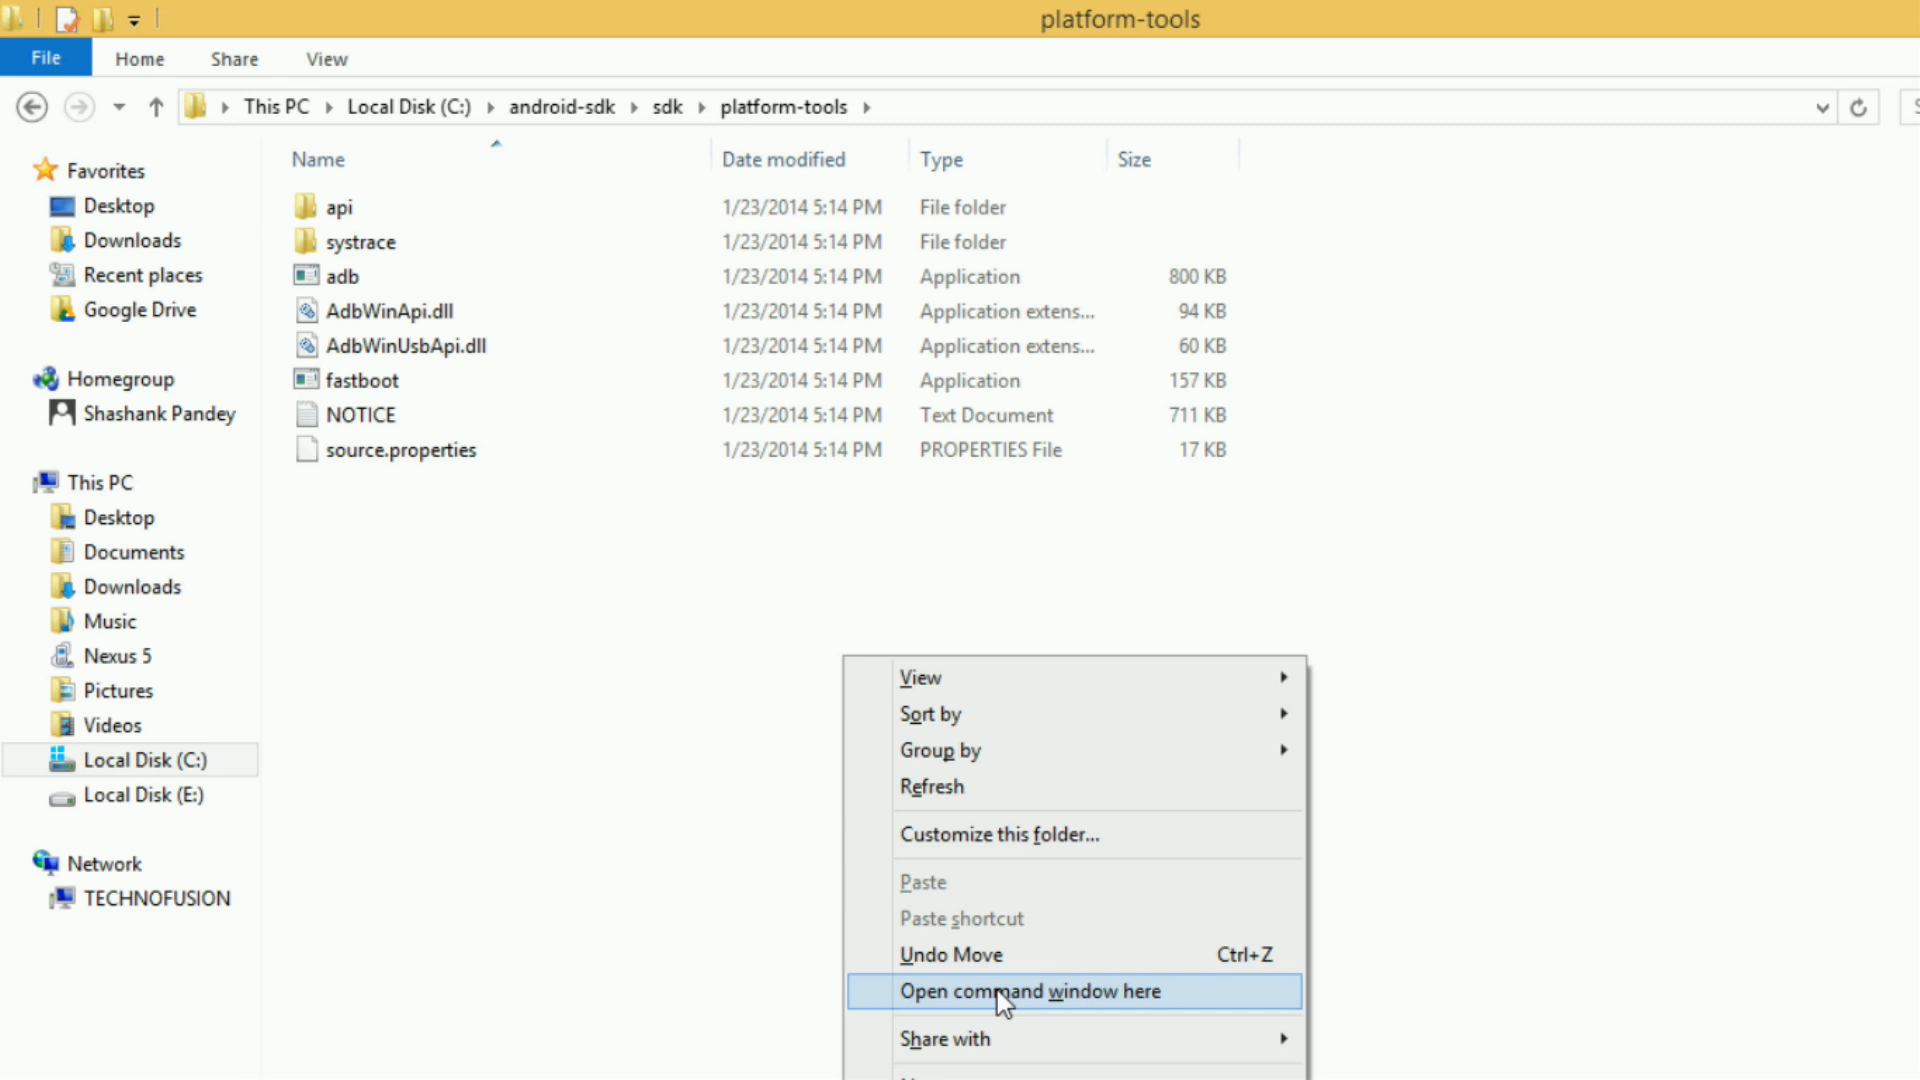 platform-tools
File Home Share View
This PC Local Disk (C:) android-sdk sdk platform-tools
Name Date modified Type Size
Favorites
Desktop
Downloads
Recent places
Google Drive
Homegroup
Shashank Pandey
This PC
Desktop
Documents
Downloads
Music
Nexus 5
Pictures
Videos
Local Disk (C:)
Local Disk (E:)
Network
TECHNOFUSION
api 1/23/2014 5:14 PM File folder
systrace 1/23/2014 5:14 PM File folder
adb 1/23/2014 5:14 PM Application 800 KB
AdbWinApi.dll 1/23/2014 5:14 PM Application extens... 94 KB
AdbWinUsbApi.dll 1/23/2014 5:14 PM Application extens... 60 KB
fastboot 1/23/2014 5:14 PM Application 157 KB
NOTICE 1/23/2014 5:14 PM Text Document 711 KB
source.properties 1/23/2014 5:14 PM PROPERTIES File 17 KB
View
Sort by
Group by
Refresh
Customize this folder...
Paste
Paste shortcut
Undo Move Ctrl+Z
Open command window here
Share with